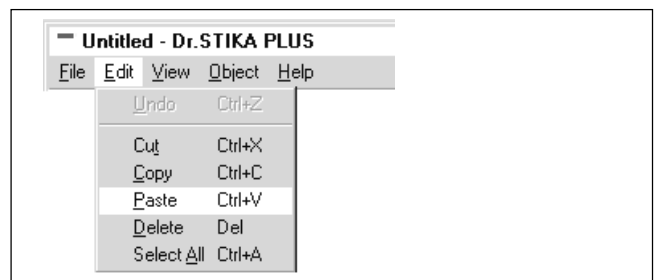 Untitled - Dr.STIKA PLUS
File Edit View Object Help
Undo Ctrl+Z
Cut Ctrl+X
Copy Ctrl+C
Paste Ctrl+V
Delete Del
Select All Ctrl+A